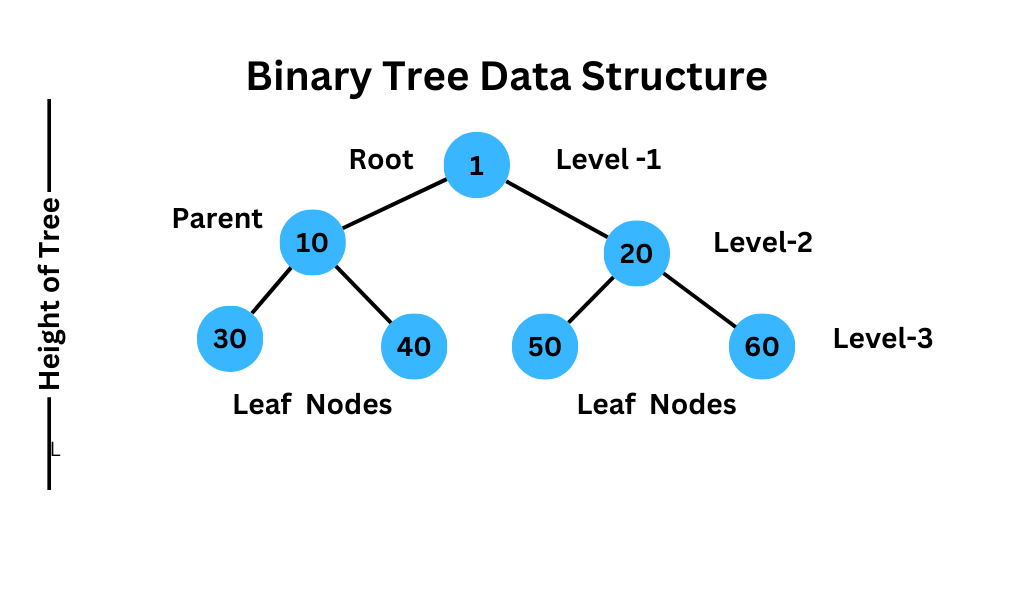 Binary Tree Data Structure
Root
1
Level -1
Parent
10
20
Level-2
30
40
50
60
Level-3
Leaf  Nodes
Leaf  Nodes
Height of Tree